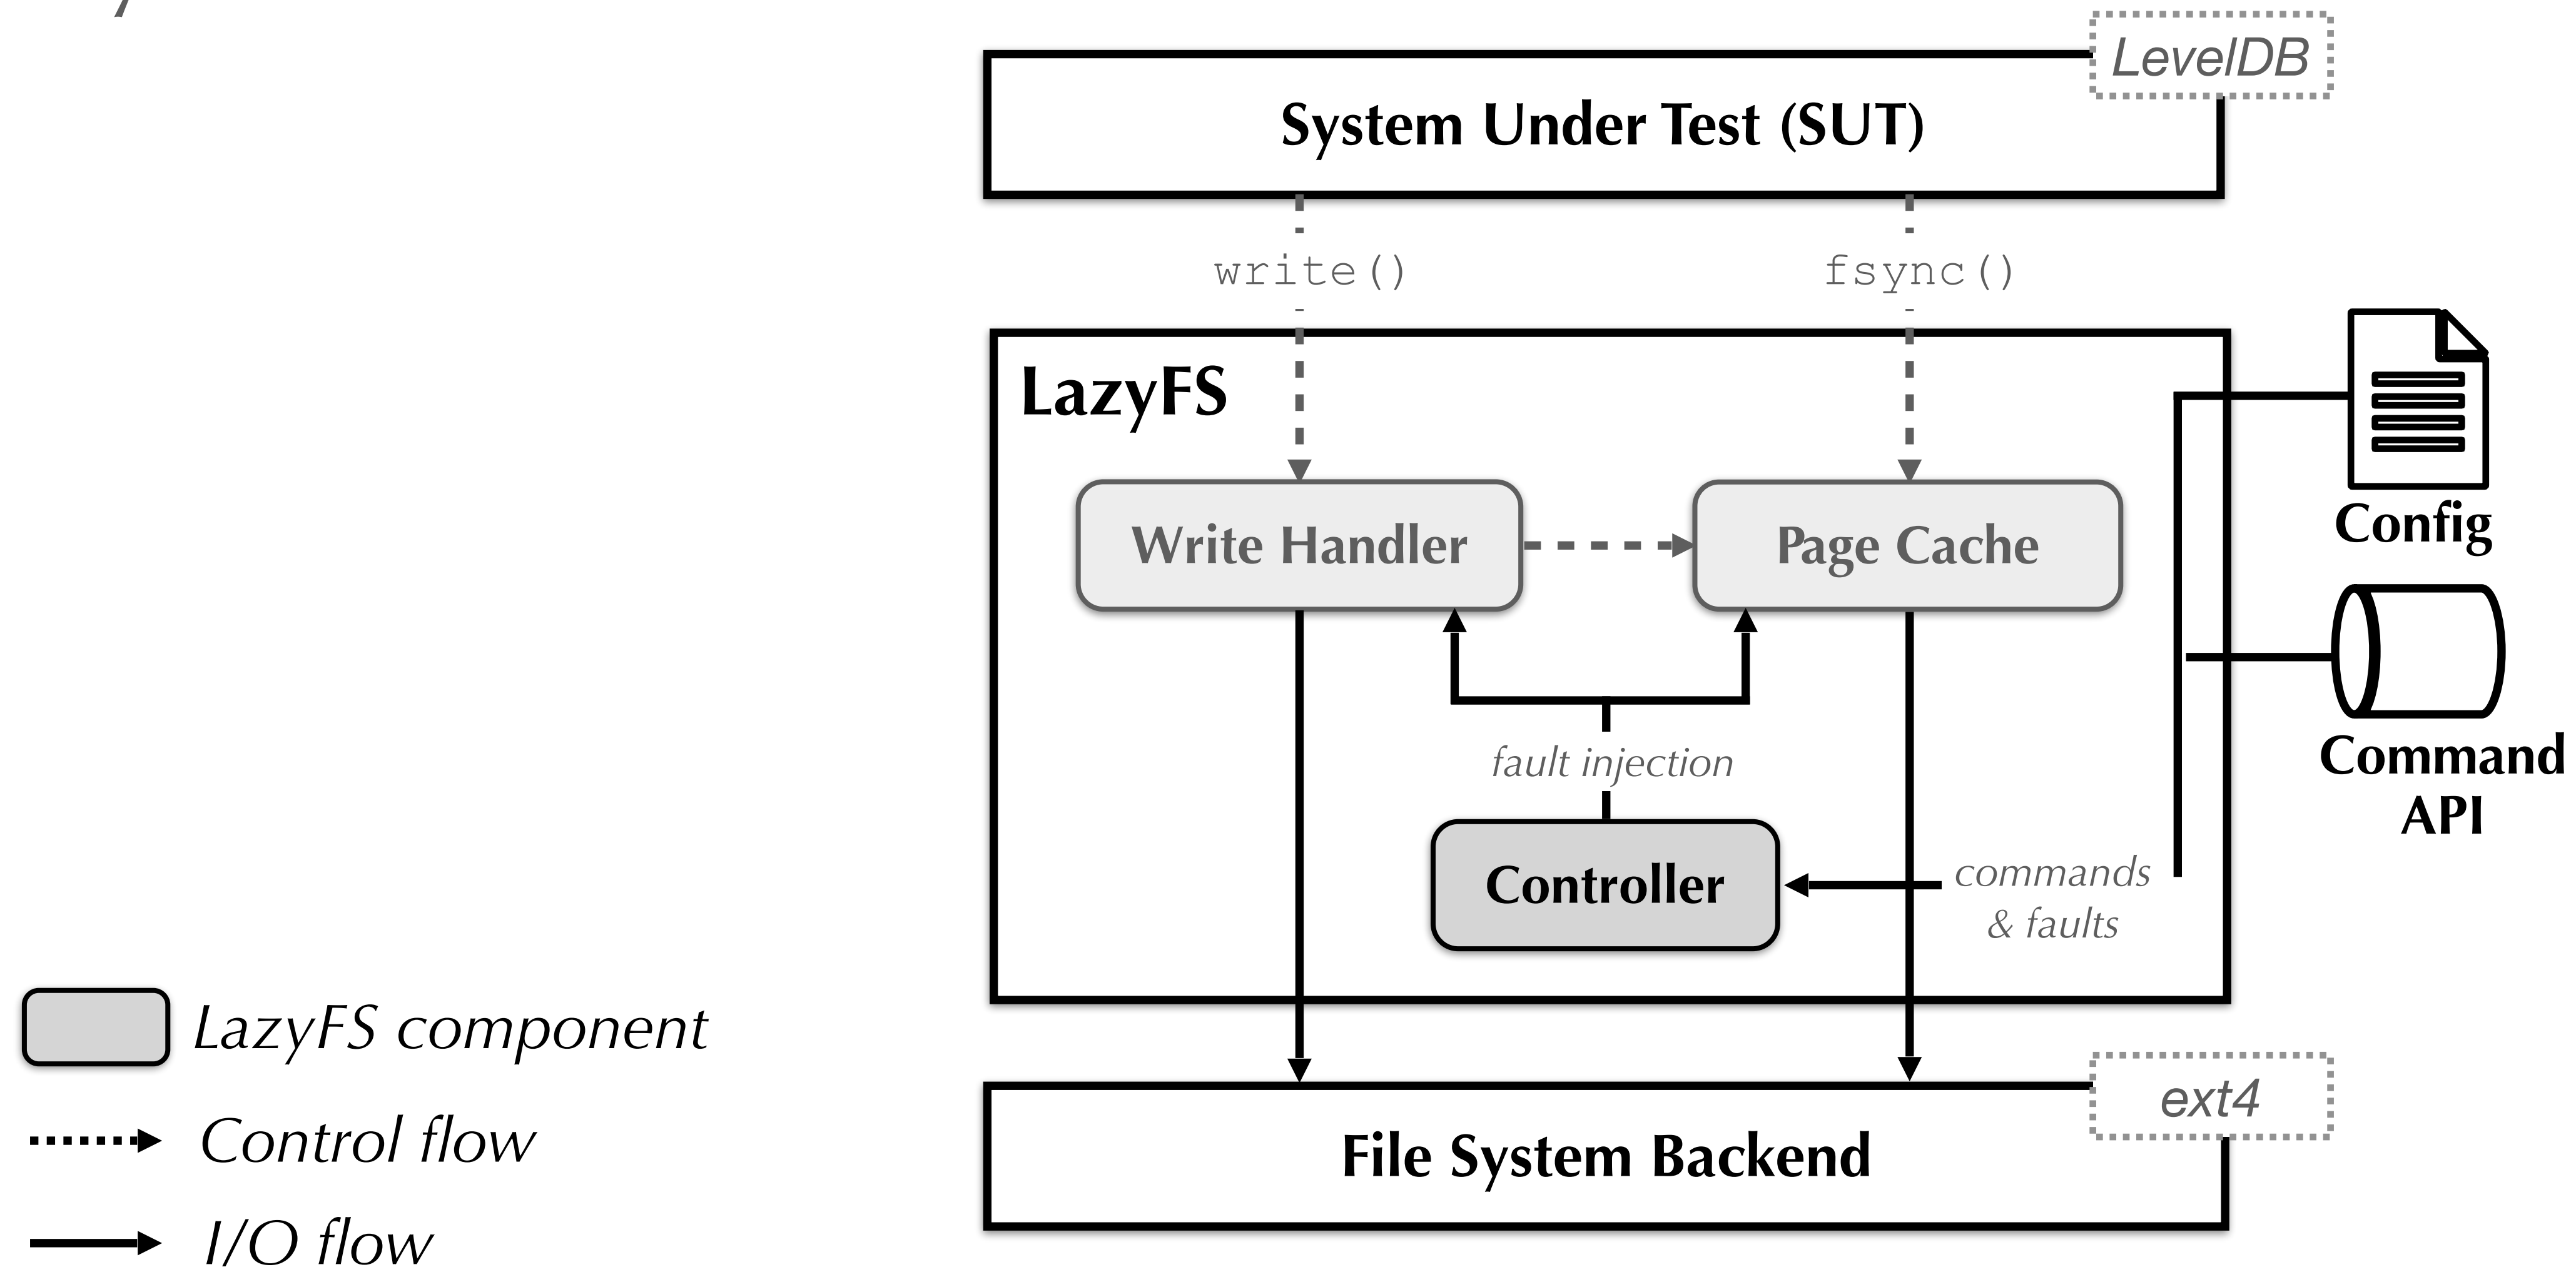 LevelDB
System Under Test (SUT)
write()
fsync()
LazyFS
Config
Write Handler
Page Cache
Command
API
fault injection
Controller
commands
& faults
LazyFS component
ext4
Control flow
File System Backend
I/O flow